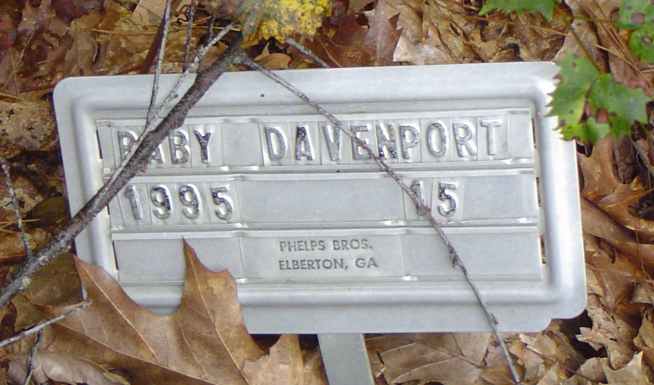 BABY DAVENPORT
1995 15
PHELPS BROS.
ELBERTON, GA